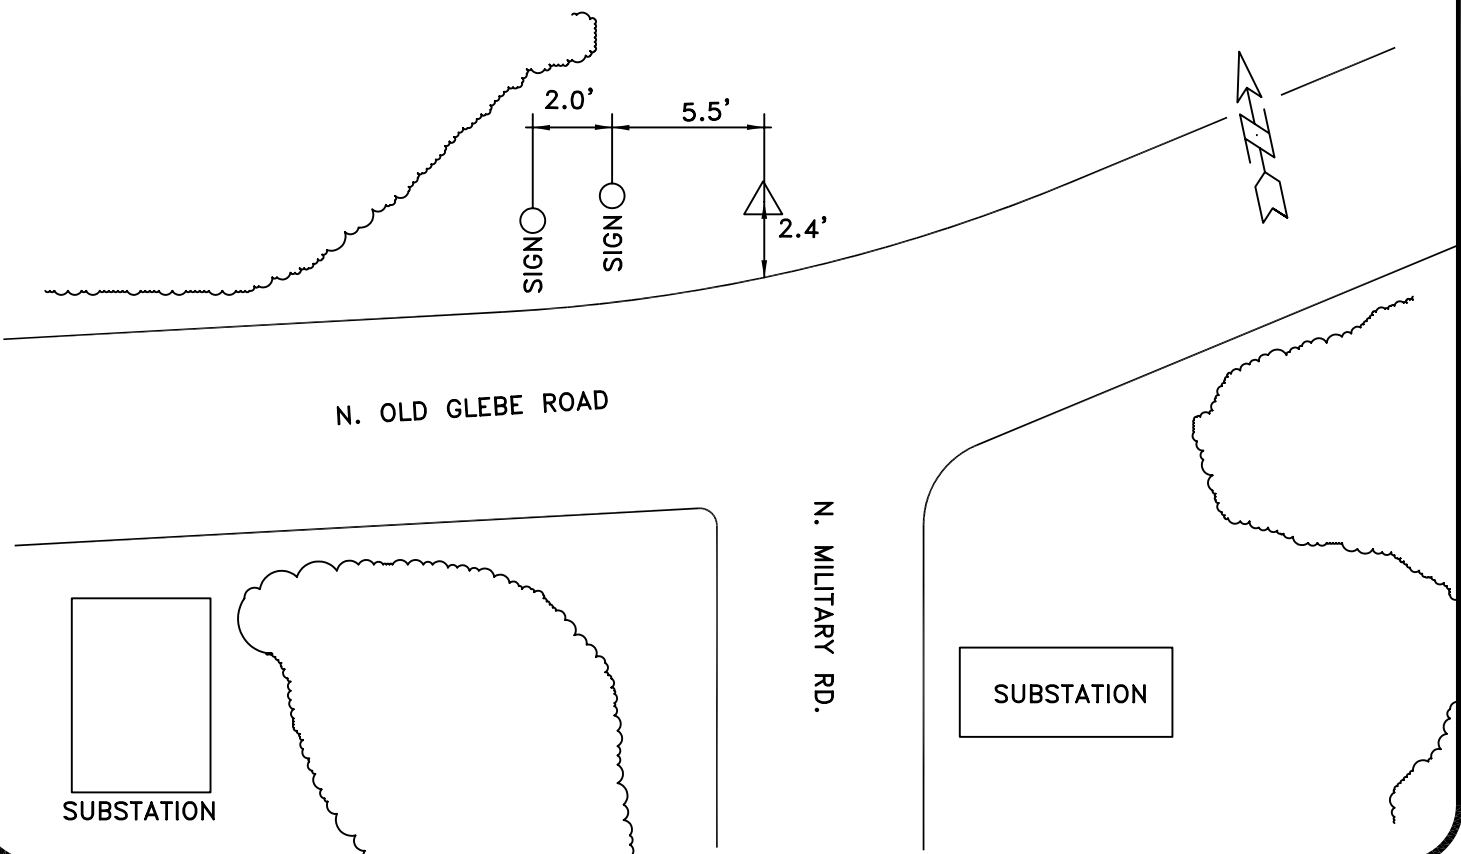 2.0'
5.5'
2.4'
SIGN
SIGN
N. OLD GLEBE ROAD
N. MILITARY RD.
SUBSTATION
SUBSTATION